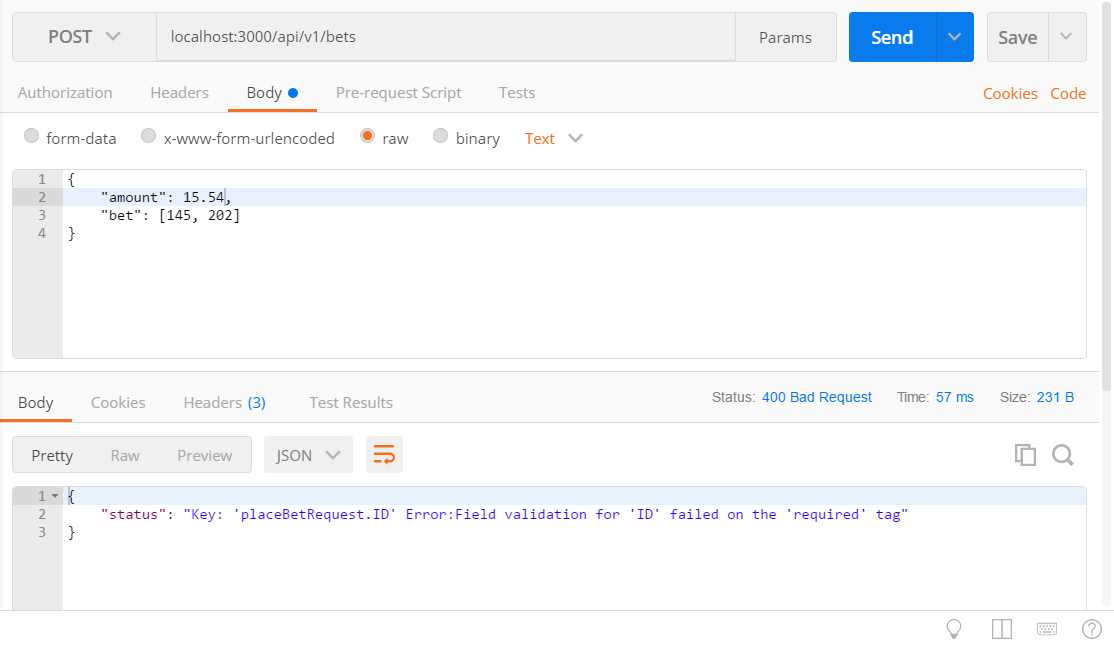 POST localhost:3000/api/v1/bets Params Send Save
Authorization Headers Body Pre-request Script Tests Cookies Code
form-data x-www-form-urlencoded raw binary Text
1 {
2 "amount": 15.54,
3 "bet": [145, 202]
4 }
Body Cookies Headers (3) Test Results Status: 400 Bad Request Time: 57 ms Size: 231 B
Pretty Raw Preview JSON
1 {
2 "status": "Key: 'placeBetRequest.ID' Error:Field validation for 'ID' failed on the 'required' tag"
3 }